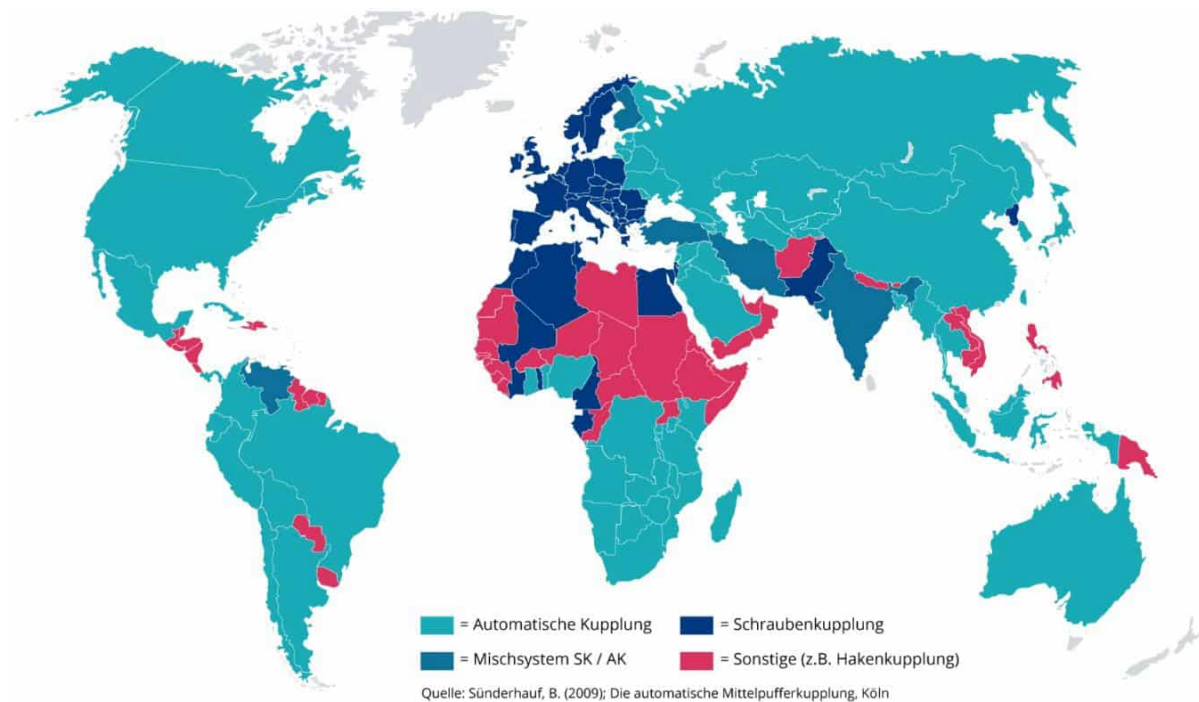 = Automatische Kupplung
= Schraubenkupplung
= Mischsystem SK / AK
= Sonstige (z.B. Hakenkupplung)
Quelle: Sünderhauf, B. (2009); Die automatische Mittelpufferkupplung, Köln